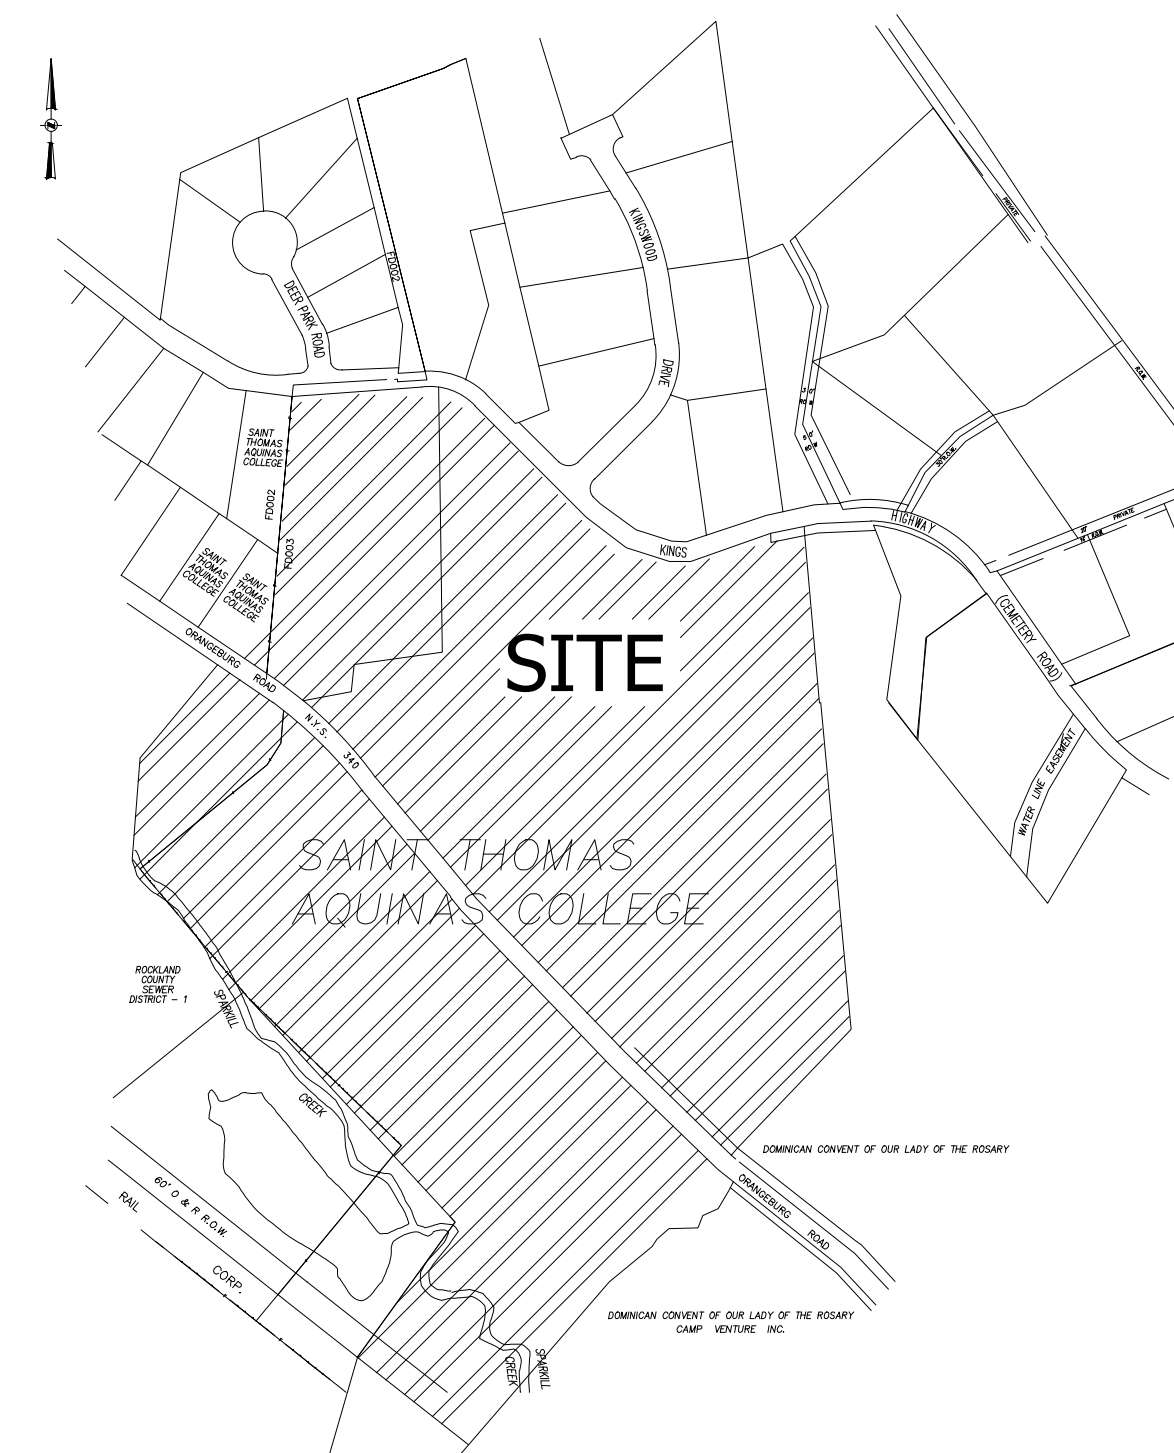 PRIVATE
KINGSWOOD
DRIVE
FD002
DEER PARK ROAD
R.O.W.
SAINT
THOMAS
AQUINAS
COLLEGE
FD002
FD003
50' R.O.W.
PRIVATE
KINGS
HIGHWAY
(CEMETERY ROAD)
SAINT
THOMAS
AQUINAS
COLLEGE
SAINT
THOMAS
AQUINAS
COLLEGE
ORANGEBURG
ROAD
N.Y.S. 340
SITE
WATER LINE EASEMENT
SAINT THOMAS
AQUINAS COLLEGE
ROCKLAND
COUNTY
SEWER
DISTRICT - 1
SPARKILL
CREEK
DOMINICAN CONVENT OF OUR LADY OF THE ROSARY
ORANGEBURG ROAD
60' O & R R.O.W.
RAIL
CORP.
DOMINICAN CONVENT OF OUR LADY OF THE ROSARY
CAMP VENTURE INC.
SPARKILL
CREEK